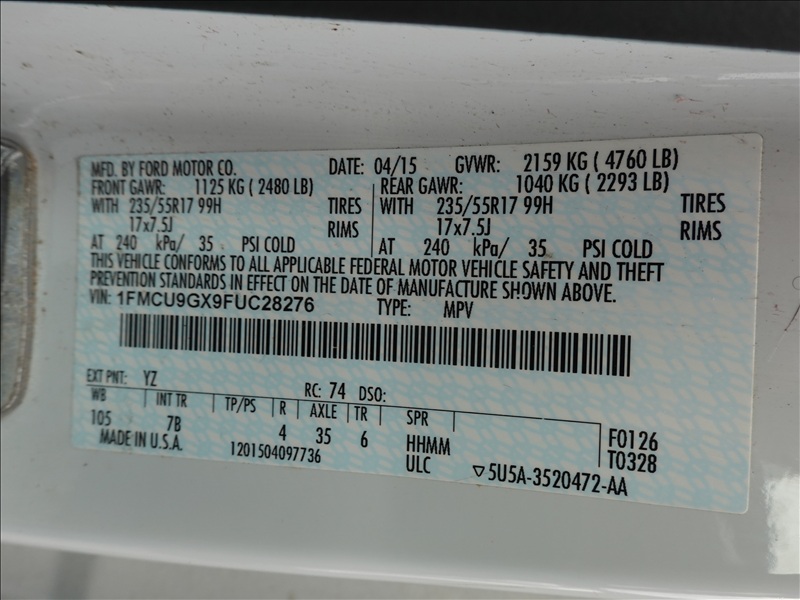 MFD. BY FORD MOTOR CO. DATE: 04/15 GVWR: 2159 KG ( 4760 LB)
FRONT GAWR: 1125 KG ( 2480 LB) REAR GAWR: 1040 KG ( 2293 LB)
WITH 235/55R17 99H TIRES WITH 235/55R17 99H TIRES
17x7.5J RIMS 17x7.5J RIMS
AT 240 kPa/ 35 PSI COLD AT 240 kPa/ 35 PSI COLD
THIS VEHICLE CONFORMS TO ALL APPLICABLE FEDERAL MOTOR VEHICLE SAFETY AND THEFT
PREVENTION STANDARDS IN EFFECT ON THE DATE OF MANUFACTURE SHOWN ABOVE.
VIN: 1FMCU9GX9FUC28276 TYPE: MPV
EXT PNT: YZ RC: 74 DSO:
WB INT TR TP/PS R AXLE TR SPR
105 7B 4 35 6 HHMM F0126
MADE IN U.S.A. 1201504097736 ULC T0328
▽5U5A-3520472-AA